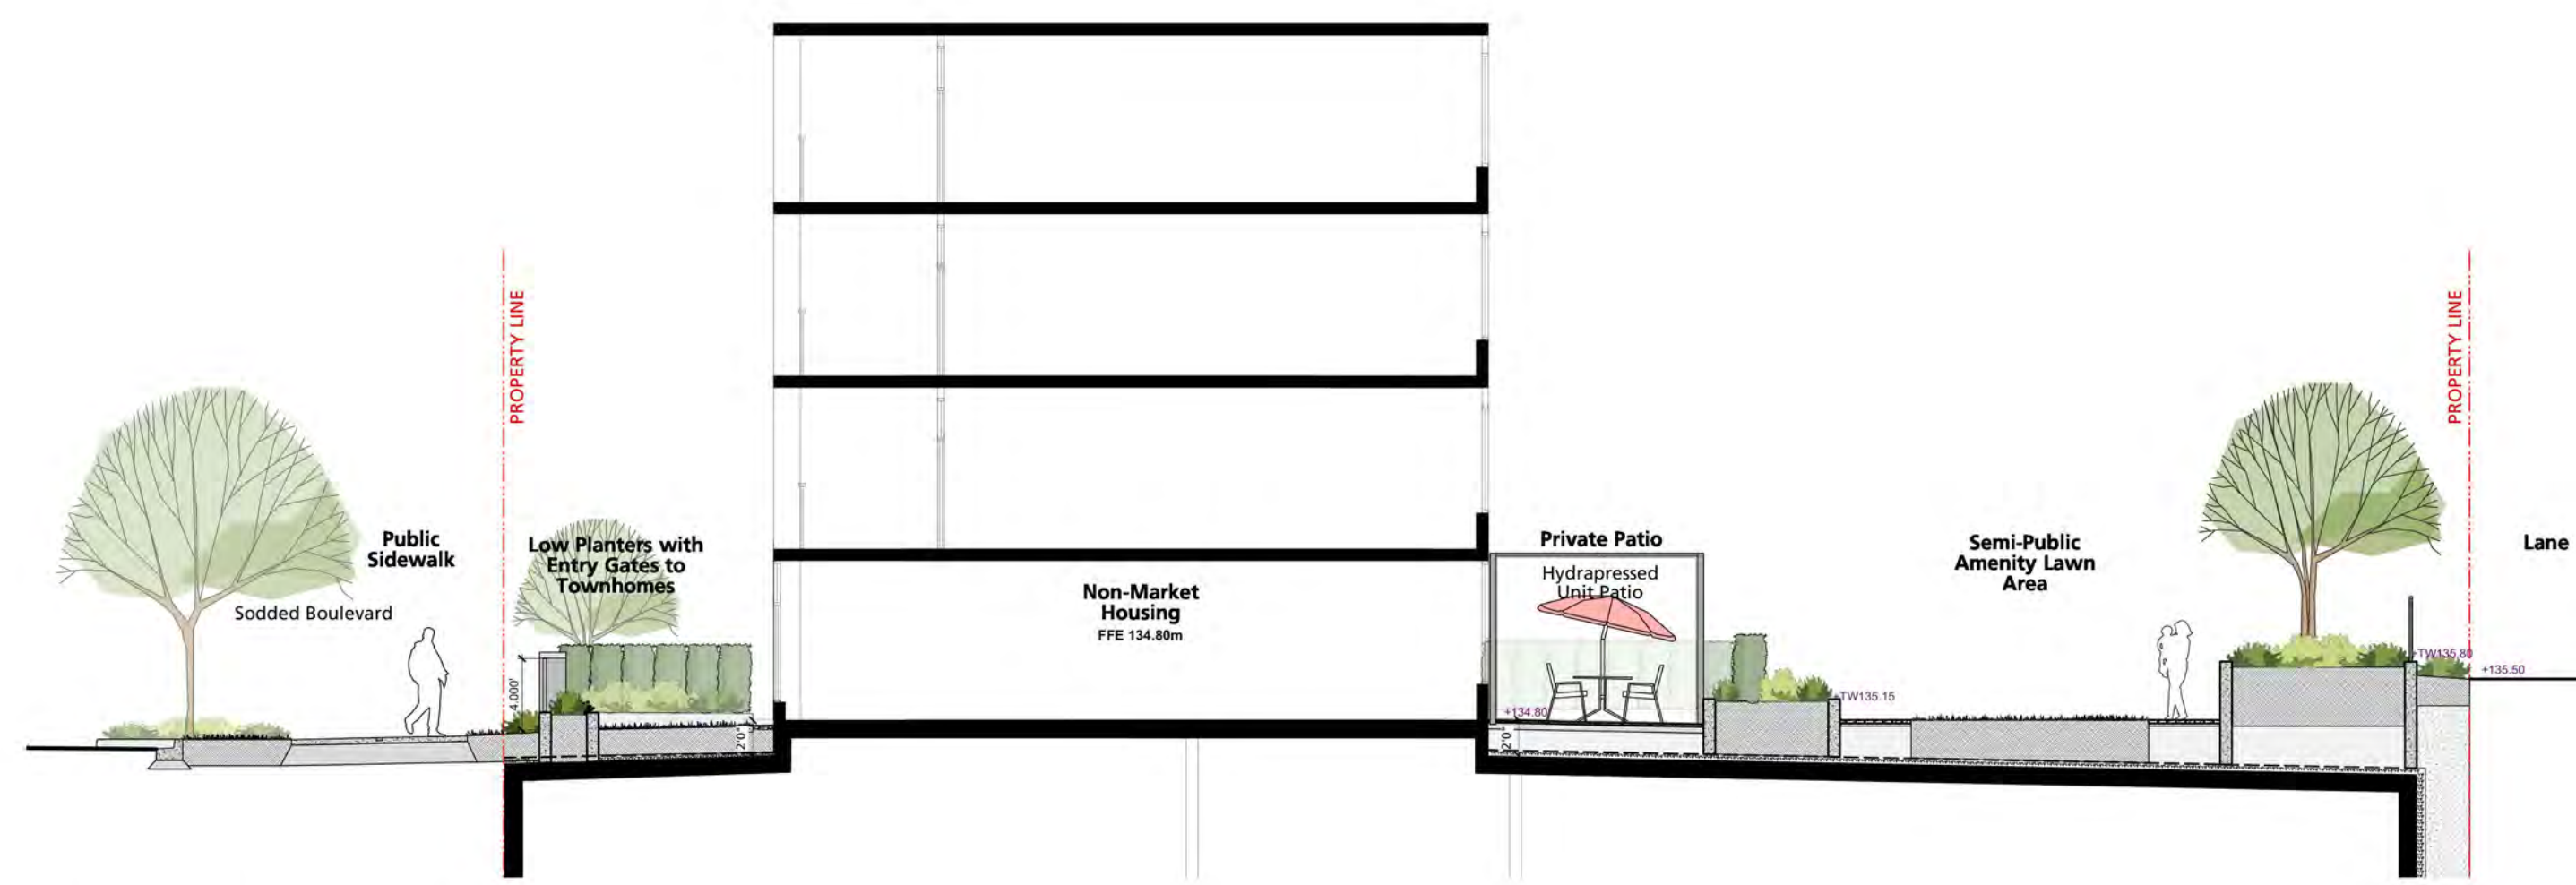 PROPERTY LINE
PROPERTY LINE
Public
Sidewalk
Sodded Boulevard
Low Planters with
Entry Gates to
Townhomes
4.000'
2'0"
Non-Market
Housing
FFE 134.80m
Private Patio
Hydrapressed
Unit Patio
+134.80
2'0"
+TW135.15
Semi-Public
Amenity Lawn
Area
+TW135.80
+135.50
Lane